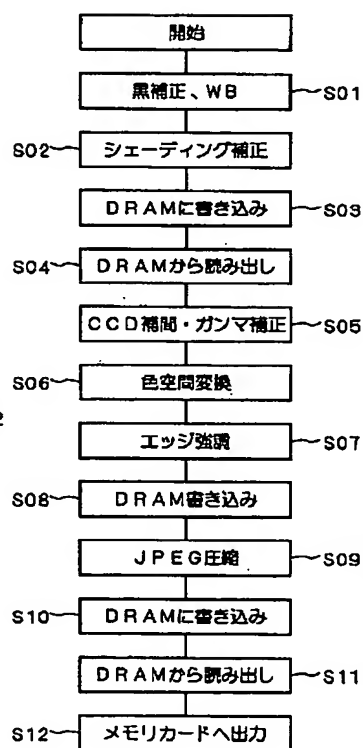 開始
黒補正、WB S01
S02 シェーディング補正
DRAMに書き込み S03
S04 DRAMから読み出し
CCD補間・ガンマ補正 S05
S06 色空間変換
2
エッジ強調 S07
S08 DRAM書き込み
JPEG圧縮 S09
S10 DRAMに書き込み
DRAMから読み出し S11
S12 メモリカードへ出力